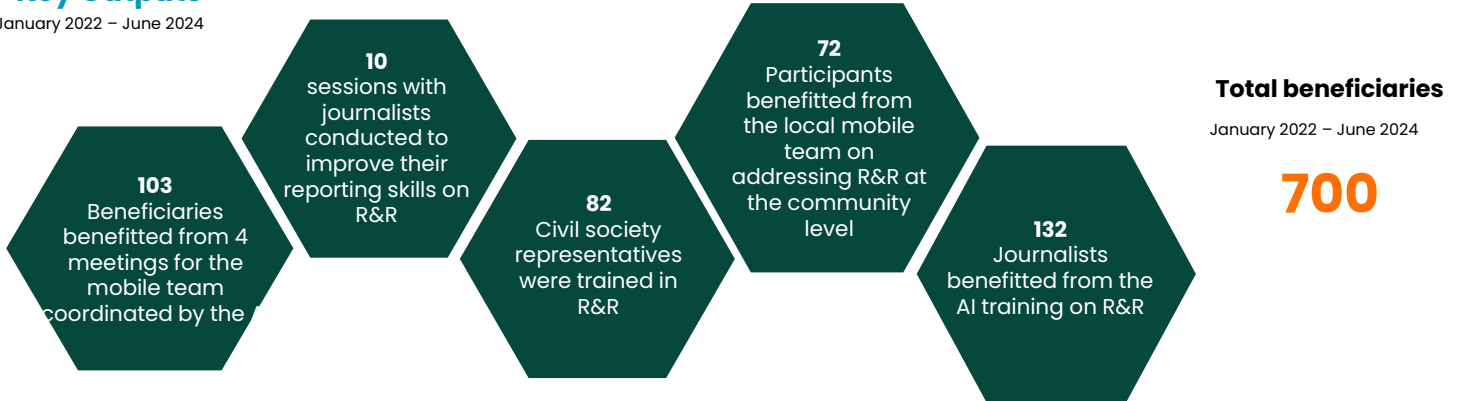 Key Outputs
January 2022 – June 2024
103
Beneficiaries
benefitted from 4
meetings for the
mobile team
coordinated by the
10
sessions with
journalists
conducted to
improve their
reporting skills on
R&R
82
Civil society
representatives
were trained in
R&R
72
Participants
benefitted from
the local mobile
team on
addressing R&R at
the community
level
132
Journalists
benefitted from the
AI training on R&R
Total beneficiaries
January 2022 – June 2024
700